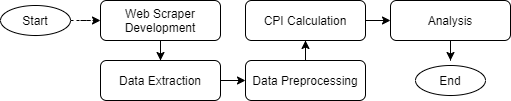 Start
Web Scraper
Development
Data Extraction
Data Preprocessing
CPI Calculation
Analysis
End